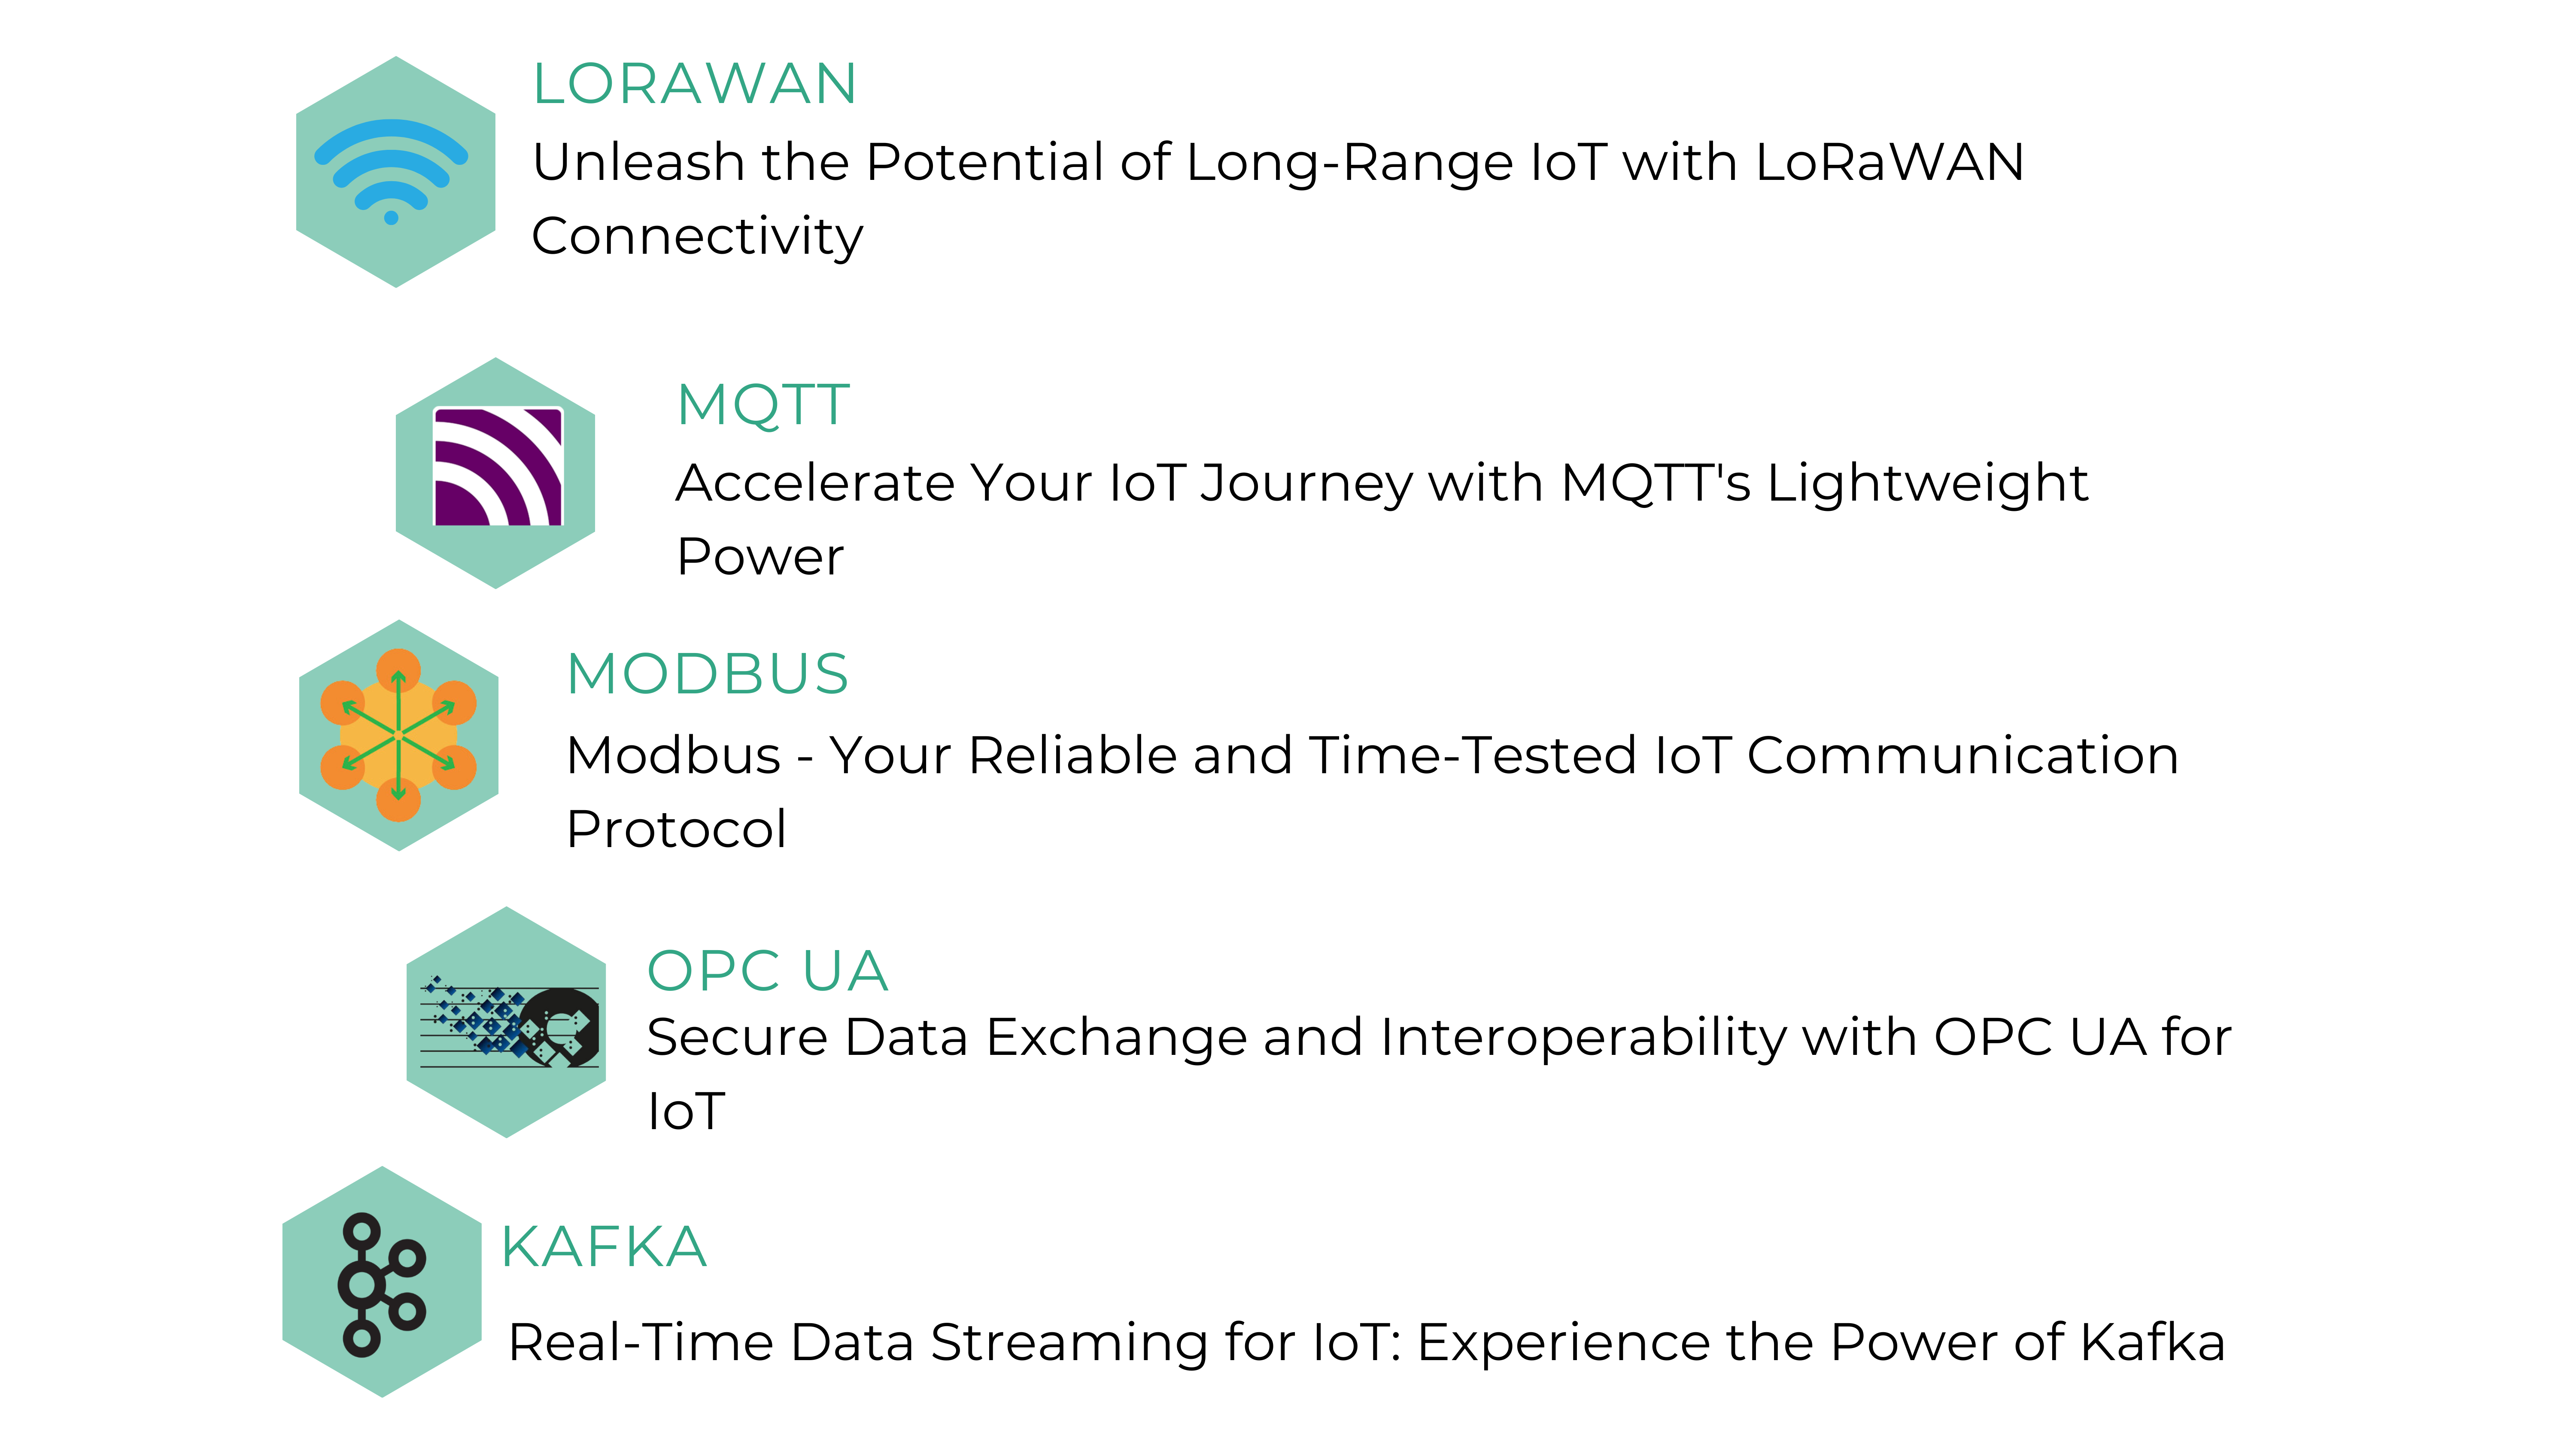 LORAWAN
Unleash the Potential of Long-Range IoT with LoRaWAN
Connectivity
MQTT
Accelerate Your IoT Journey with MQTT's Lightweight
Power
MODBUS
Modbus - Your Reliable and Time-Tested IoT Communication
Protocol
OPC UA
Secure Data Exchange and Interoperability with OPC UA for
IoT
KAFKA
Real-Time Data Streaming for IoT: Experience the Power of Kafka